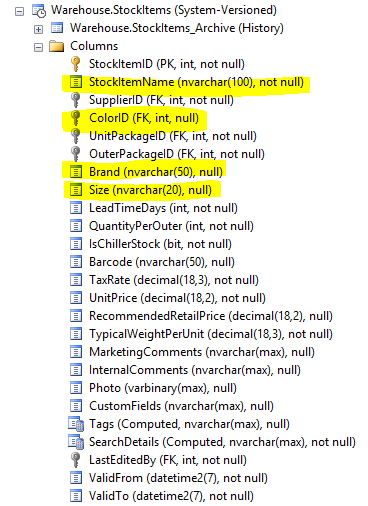 Warehouse.StockItems (System-Versioned)
Warehouse.StockItems_Archive (History)
Columns
StockItemID (PK, int, not null)
StockItemName (nvarchar(100), not null)
SupplierID (FK, int, not null)
ColorID (FK, int, null)
UnitPackageID (FK, int, not null)
OuterPackageID (FK, int, not null)
Brand (nvarchar(50), null)
Size (nvarchar(20), null)
LeadTimeDays (int, not null)
QuantityPerOuter (int, not null)
IsChillerStock (bit, not null)
Barcode (nvarchar(50), null)
TaxRate (decimal(18,3), not null)
UnitPrice (decimal(18,2), not null)
RecommendedRetailPrice (decimal(18,2), null)
TypicalWeightPerUnit (decimal(18,3), not null)
MarketingComments (nvarchar(max), null)
InternalComments (nvarchar(max), null)
Photo (varbinary(max), null)
CustomFields (nvarchar(max), null)
Tags (Computed, nvarchar(max), null)
SearchDetails (Computed, nvarchar(max), not null)
LastEditedBy (FK, int, not null)
ValidFrom (datetime2(7), not null)
ValidTo (datetime2(7), not null)